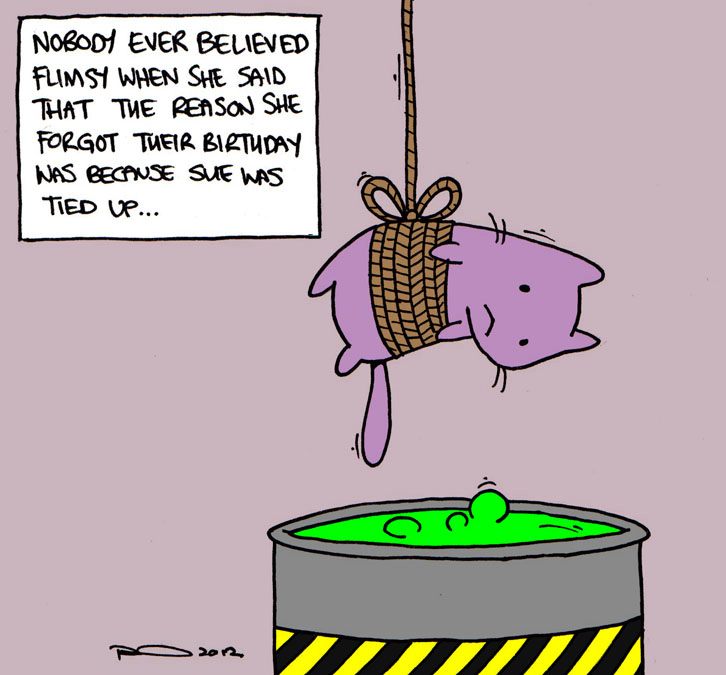 NOBODY EVER BELIEVED
FLIMSY WHEN SHE SAID
THAT THE REASON SHE
FORGOT THEIR BIRTHDAY
WAS BECAUSE SHE WAS
TIED UP...
2012